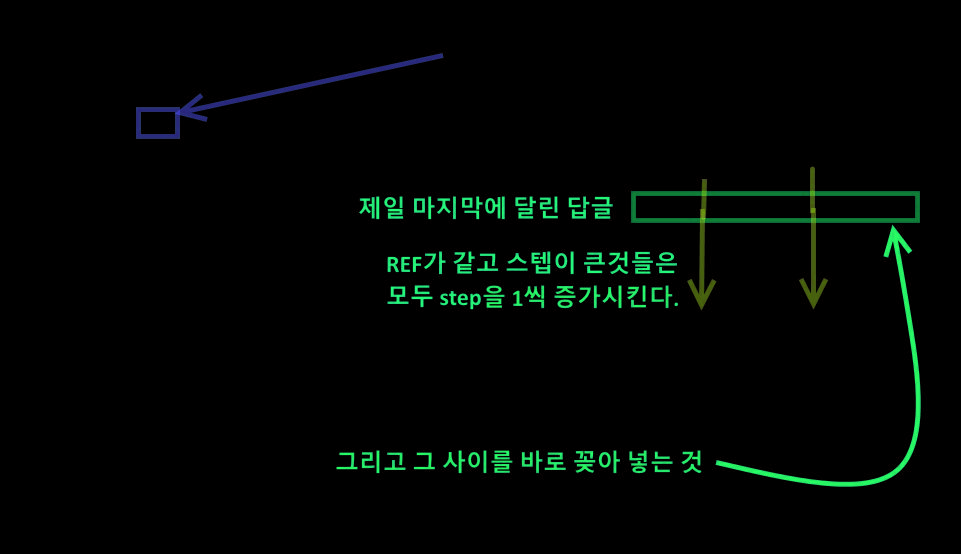 제일 마지막에 달린 답글
REF가 같고 스텝이 큰것들은
모두 step을 1씩 증가시킨다.
그리고 그 사이를 바로 꽂아 넣는 것